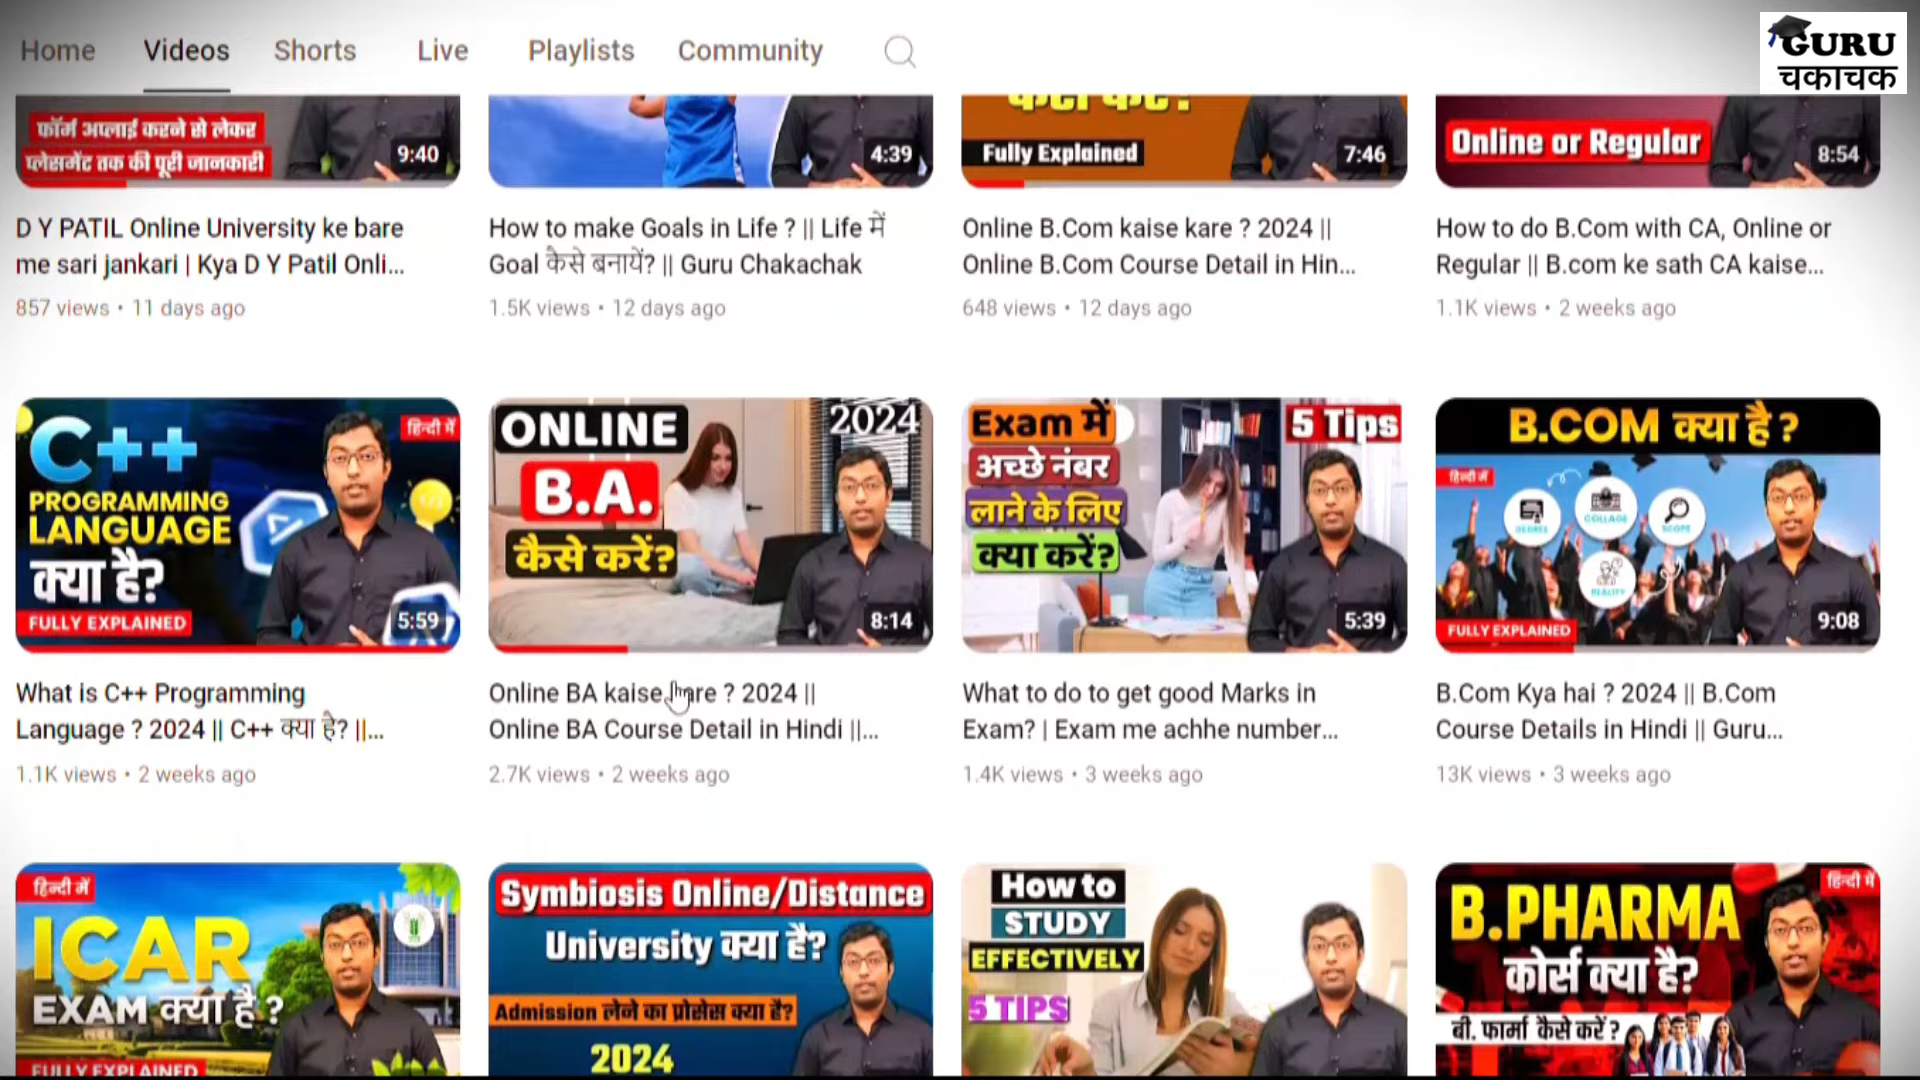 Home Videos Shorts Live Playlists Community
GURU
चकाचक
फॉर्म अप्लाई करने से लेकर
प्लेसमेंट तक की पूरी जानकारी
9:40
4:39
Fully Explained
7:46
Online or Regular
8:54
D Y PATIL Online University ke bare
me sari jankari | Kya D Y Patil Onli...
857 views • 11 days ago
How to make Goals in Life ? || Life में
Goal कैसे बनायें? || Guru Chakachak
1.5K views • 12 days ago
Online B.Com kaise kare ? 2024 ||
Online B.Com Course Detail in Hin...
648 views • 12 days ago
How to do B.Com with CA, Online or
Regular || B.com ke sath CA kaise...
1.1K views • 2 weeks ago
C++
हिन्दी में
PROGRAMMING
LANGUAGE
क्या है?
FULLY EXPLAINED
5:59
ONLINE
2024
B.A.
कैसे करें?
8:14
Exam में
5 Tips
अच्छे नंबर
लाने के लिए
क्या करें?
5:39
B.COM क्या है ?
हिन्दी में
DEGREE
COLLAGE
SCOPE
REALITY
FULLY EXPLAINED
9:08
What is C++ Programming
Language ? 2024 || C++ क्या है? ||...
1.1K views • 2 weeks ago
Online BA kaise are ? 2024 ||
Online BA Course Detail in Hindi ||...
2.7K views • 2 weeks ago
What to do to get good Marks in
Exam? | Exam me achhe number...
1.4K views • 3 weeks ago
B.Com Kya hai ? 2024 || B.Com
Course Details in Hindi || Guru...
13K views • 3 weeks ago
हिन्दी में
ICAR
EXAM क्या है ?
FULLY EXPLAINED
Symbiosis Online/Distance
University क्या है?
Admission लेने का प्रोसेस क्या है?
2024
How to
STUDY
EFFECTIVELY
5 TIPS
हिन्दी में
B.PHARMA
कोर्स क्या है?
बी. फार्मा कैसे करें ?